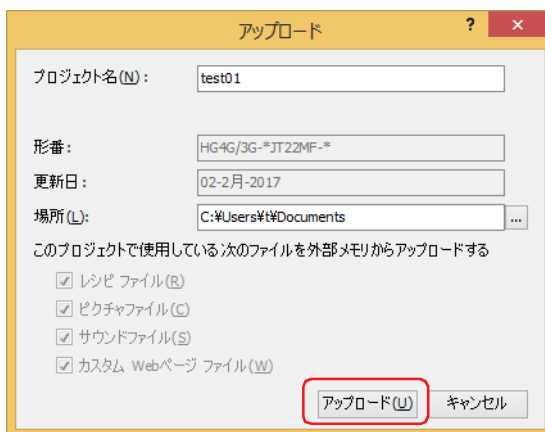 アップロード
?
×
プロジェクト名(N): test01
形番: HG4G/3G-*JT22MF-*
更新日: 02-2月-2017
場所(L): C:¥Users¥t¥Documents ...
このプロジェクトで使用している次のファイルを外部メモリからアップロードする
レシピ ファイル(R)
ピクチャファイル(C)
サウンドファイル(S)
カスタム Webページ ファイル(W)
アップロード(U) キャンセル